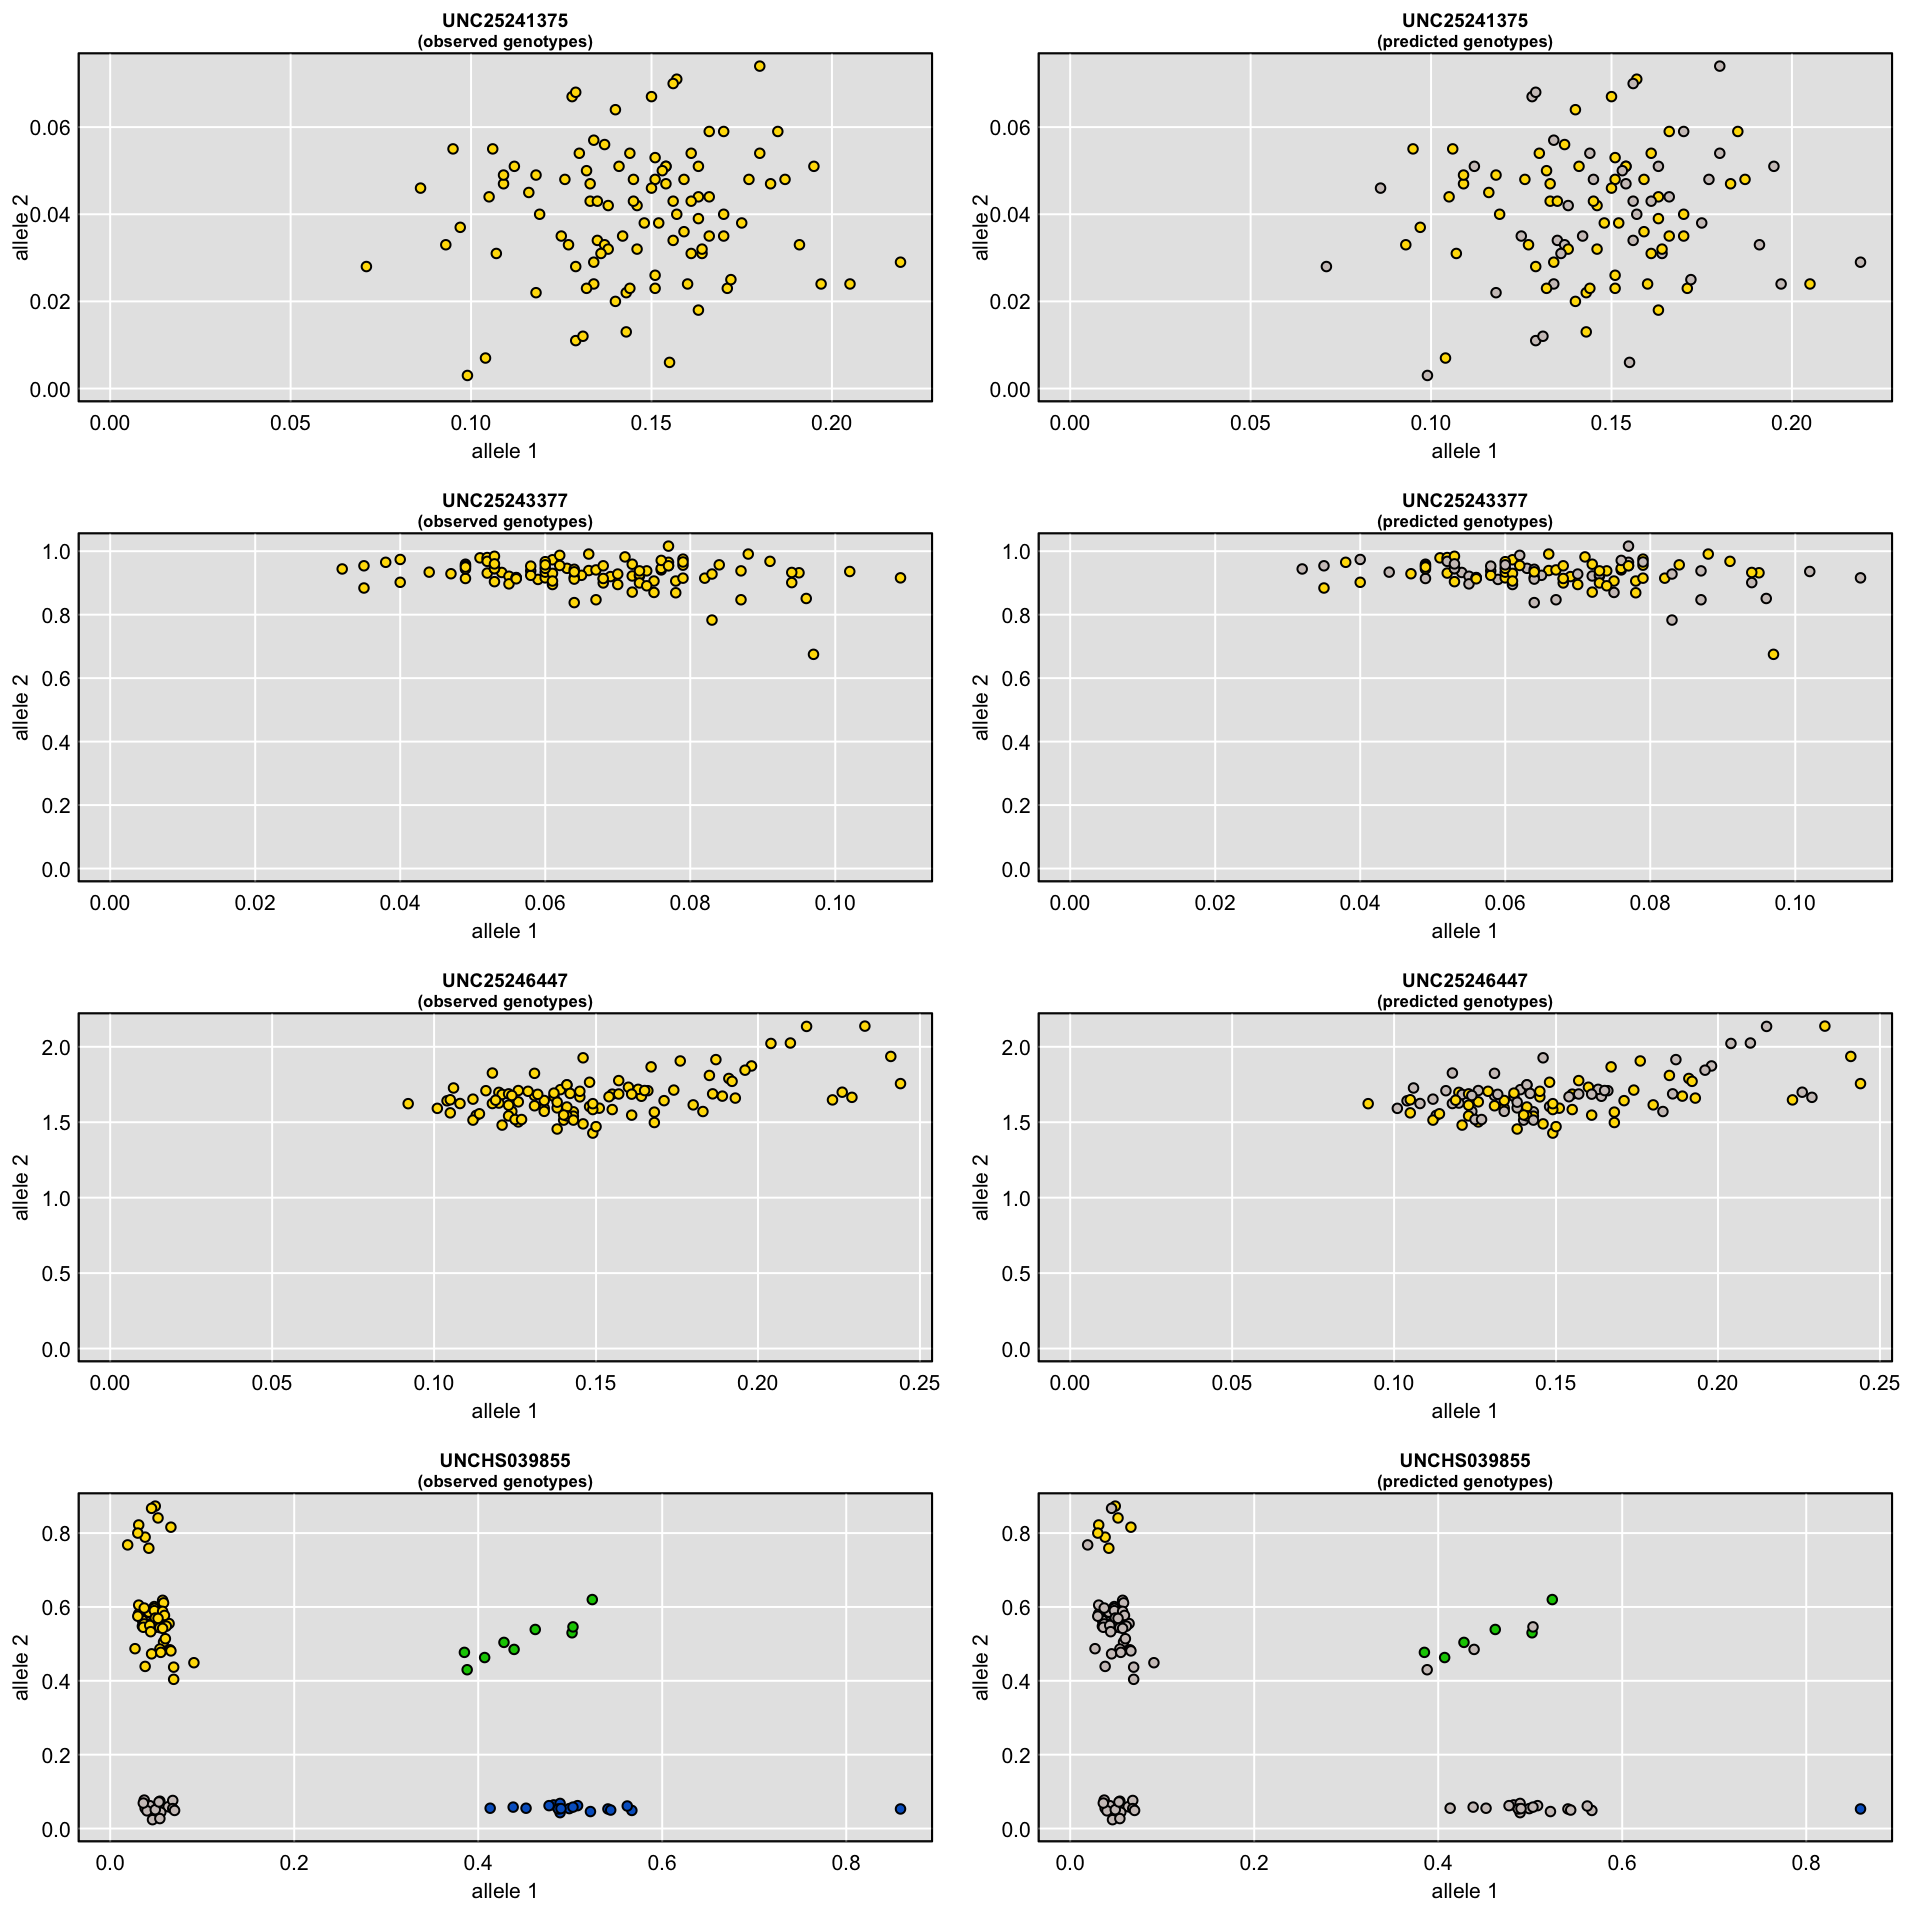 UNC25241375
(observed genotypes)
allele 2
0.06
0.04
0.02
0.00
0.00 0.05 0.10 0.15 0.20
allele 1
UNC25241375
(predicted genotypes)
allele 2
0.06
0.04
0.02
0.00
0.00 0.05 0.10 0.15 0.20
allele 1
UNC25243377
(observed genotypes)
allele 2
1.0
0.8
0.6
0.4
0.2
0.0
0.00 0.02 0.04 0.06 0.08 0.10
allele 1
UNC25243377
(predicted genotypes)
allele 2
1.0
0.8
0.6
0.4
0.2
0.0
0.00 0.02 0.04 0.06 0.08 0.10
allele 1
UNC25246447
(observed genotypes)
allele 2
2.0
1.5
1.0
0.5
0.0
0.00 0.05 0.10 0.15 0.20 0.25
allele 1
UNC25246447
(predicted genotypes)
allele 2
2.0
1.5
1.0
0.5
0.0
0.00 0.05 0.10 0.15 0.20 0.25
allele 1
UNCHS039855
(observed genotypes)
allele 2
0.8
0.6
0.4
0.2
0.0
0.0 0.2 0.4 0.6 0.8
allele 1
UNCHS039855
(predicted genotypes)
allele 2
0.8
0.6
0.4
0.2
0.0
0.0 0.2 0.4 0.6 0.8
allele 1